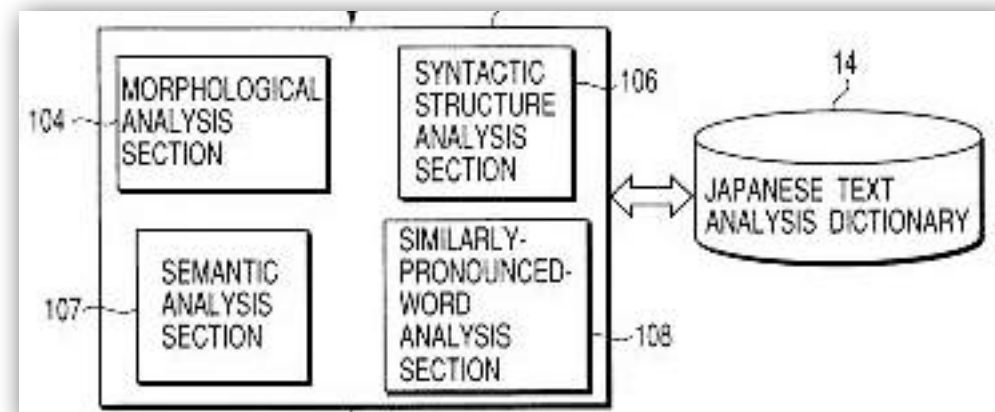 104
MORPHOLOGICAL
ANALYSIS
SECTION
SYNTACTIC
STRUCTURE
ANALYSIS
SECTION
106
14
JAPANESE TEXT
ANALYSIS DICTIONARY
107
SEMANTIC
ANALYSIS
SECTION
SIMILARLY-
PRONOUNCED-
WORD
ANALYSIS
SECTION
108